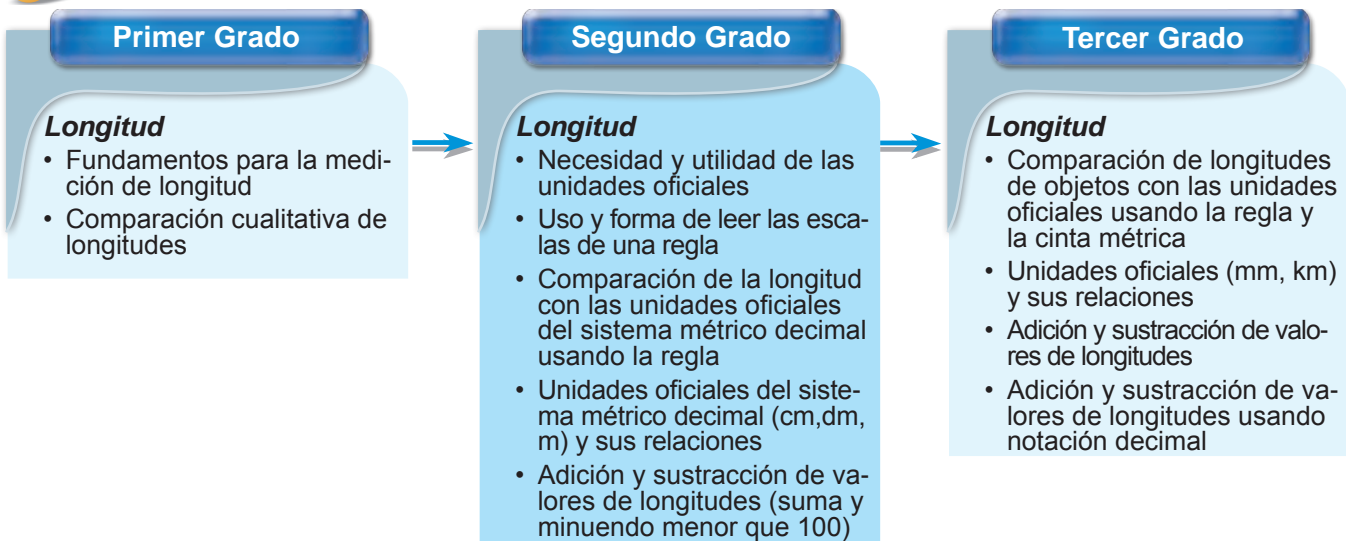 Primer Grado
Longitud
• Fundamentos para la medi-
ción de longitud
• Comparación cualitativa de
longitudes
Segundo Grado
Longitud
• Necesidad y utilidad de las
unidades oficiales
• Uso y forma de leer las esca-
las de una regla
• Comparación de la longitud
con las unidades oficiales
del sistema métrico decimal
usando la regla
• Unidades oficiales del siste-
ma métrico decimal (cm,dm,
m) y sus relaciones
• Adición y sustracción de va-
lores de longitudes (suma y
minuendo menor que 100)
Tercer Grado
Longitud
• Comparación de longitudes
de objetos con las unidades
oficiales usando la regla y
la cinta métrica
• Unidades oficiales (mm, km)
y sus relaciones
• Adición y sustracción de valo-
res de longitudes
• Adición y sustracción de va-
lores de longitudes usando
notación decimal